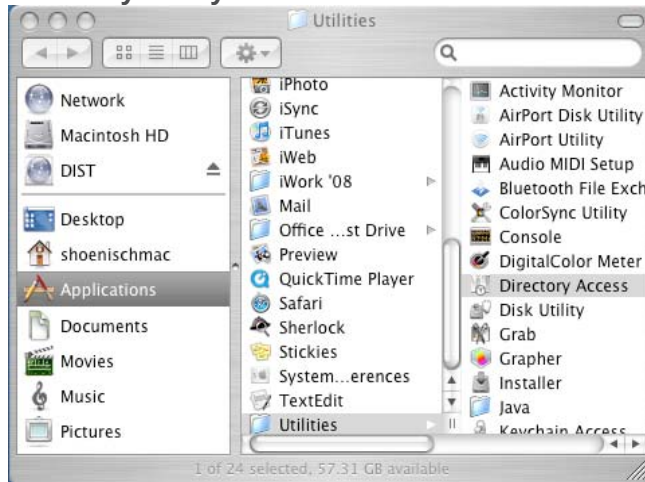 Utilities
Network
Macintosh HD
DIST
Desktop
shoenischmac
Applications
Documents
Movies
Music
Pictures
iPhoto
iSync
iTunes
iWeb
iWork '08
Mail
Office ...st Drive
Preview
QuickTime Player
Safari
Sherlock
Stickies
System...erences
TextEdit
Utilities
Activity Monitor
AirPort Disk Utility
AirPort Utility
Audio MIDI Setup
Bluetooth File Exch
ColorSync Utility
Console
DigitalColor Meter
Directory Access
Disk Utility
Grab
Grapher
Installer
Java
Keychain Access
1 of 24 selected, 57.31 GB available